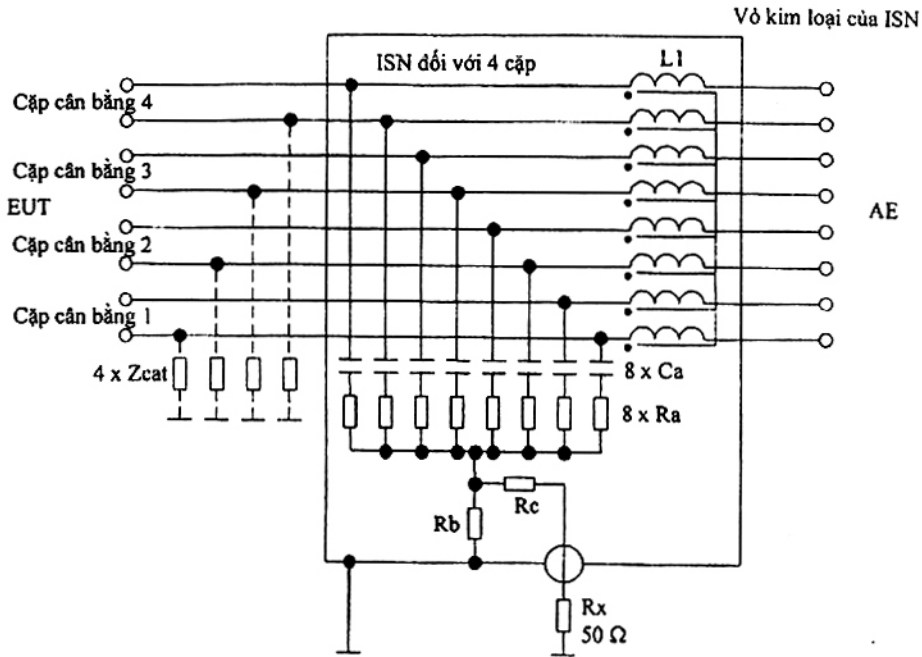 Vỏ kim loại của ISN
ISN đối với 4 cặp
L1
Cặp cân bằng 4
Cặp cân bằng 3
EUT
AE
Cặp cân bằng 2
Cặp cân bằng 1
4 x Zcat
8 x Ca
8 x Ra
Rc
Rb
Rx
50 Ω